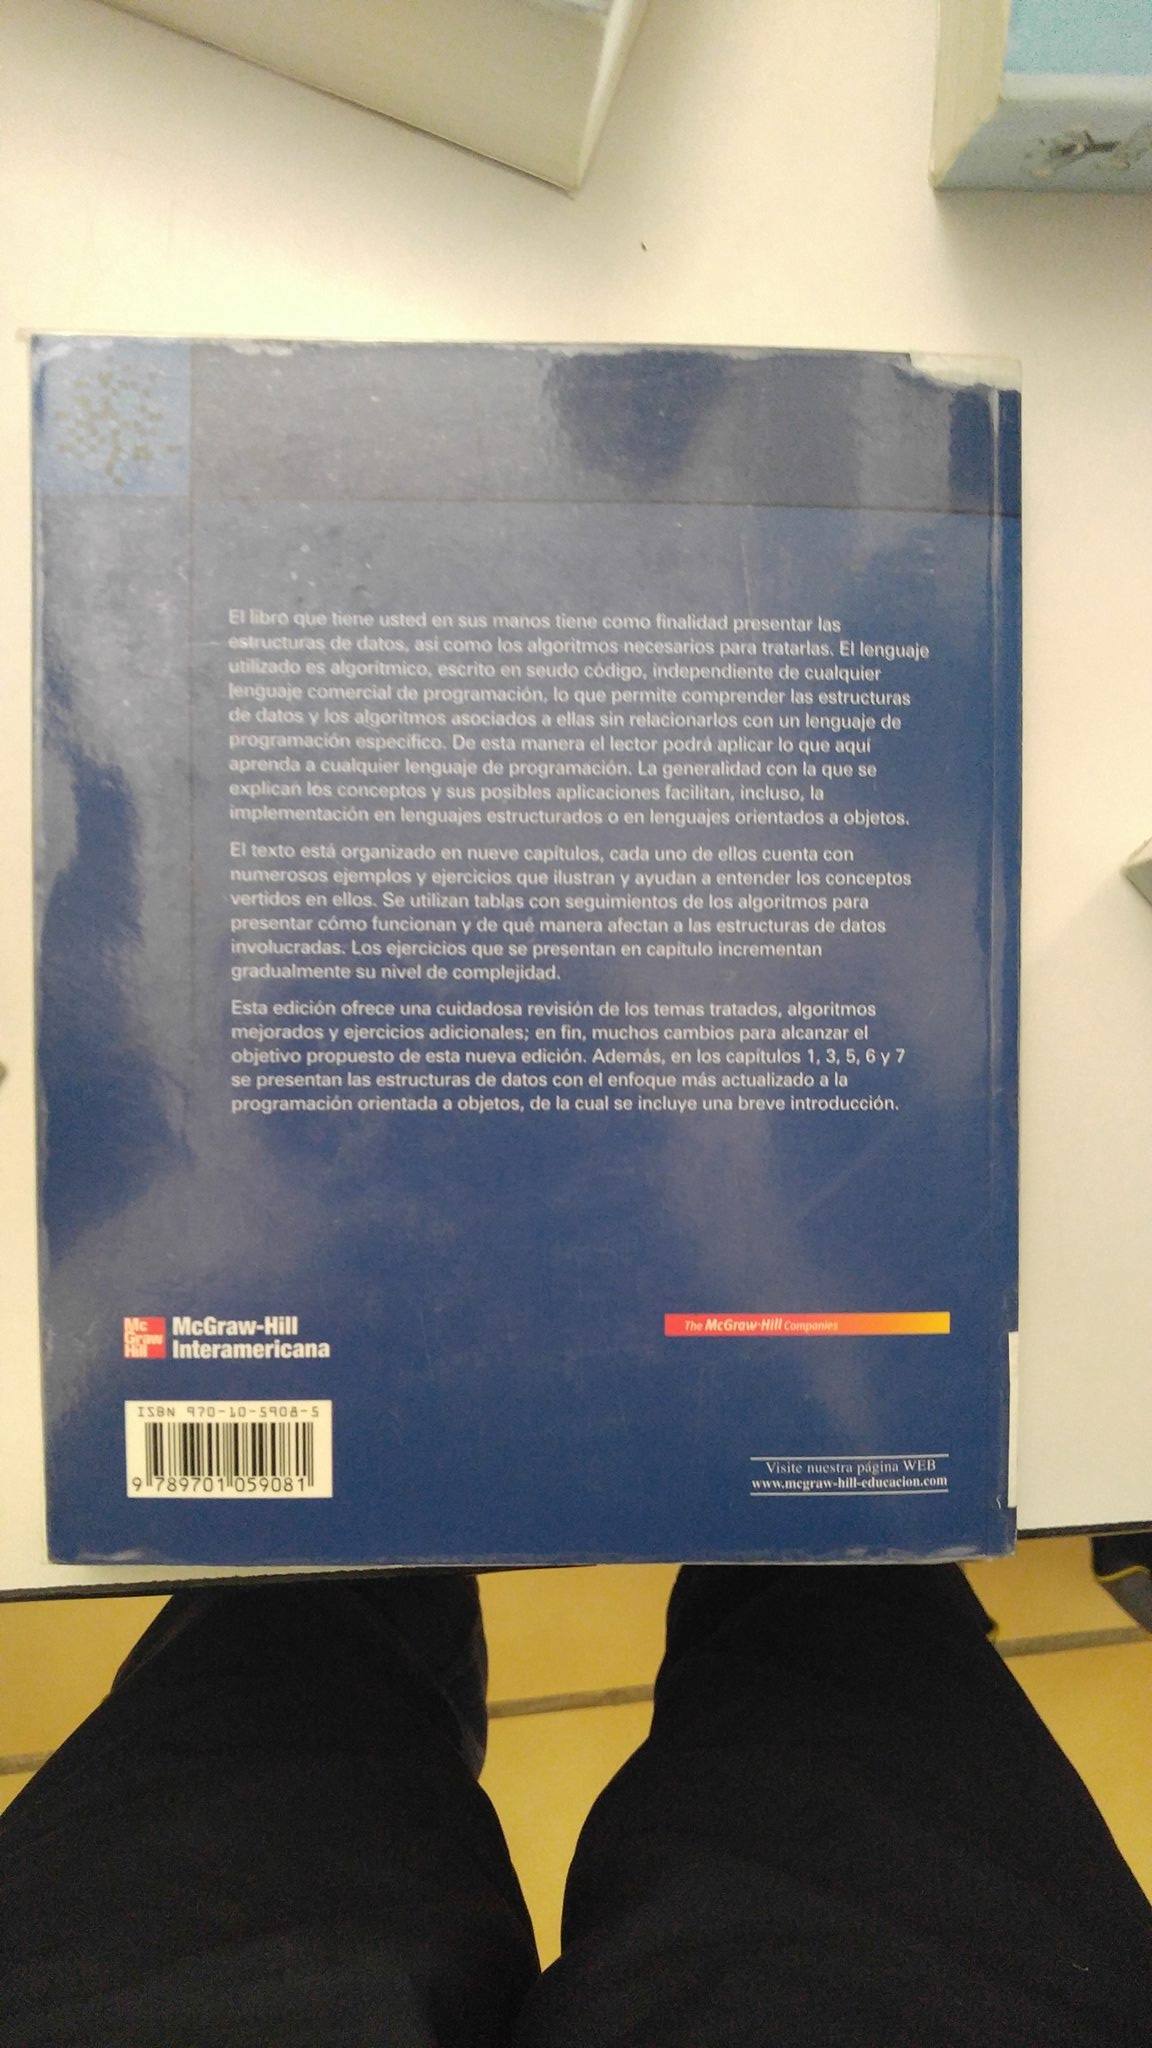 El libro que tiene usted en sus manos tiene como finalidad presentar las
estructuras de datos, así como los algoritmos necesarios para tratarlas. El lenguaje
utilizado es algorítmico, escrito en seudo código, independiente de cualquier
lenguaje comercial de programación, lo que permite comprender las estructuras
de datos y los algoritmos asociados a ellas sin relacionarlos con un lenguaje de
programación específico. De esta manera el lector podrá aplicar lo que aquí
aprenda a cualquier lenguaje de programación. La generalidad con la que se
explican los conceptos y sus posibles aplicaciones facilitan, incluso, la
implementación en lenguajes estructurados o en lenguajes orientados a objetos.
El texto está organizado en nueve capítulos, cada uno de ellos cuenta con
numerosos ejemplos y ejercicios que ilustran y ayudan a entender los conceptos
vertidos en ellos. Se utilizan tablas con seguimientos de los algoritmos para
presentar cómo funcionan y de qué manera afectan a las estructuras de datos
involucradas. Los ejercicios que se presentan en capítulo incrementan
gradualmente su nivel de complejidad.
Esta edición ofrece una cuidadosa revisión de los temas tratados, algoritmos
mejorados y ejercicios adicionales; en fin, muchos cambios para alcanzar el
objetivo propuesto de esta nueva edición. Además, en los capítulos 1, 3, 5, 6 y 7
se presentan las estructuras de datos con el enfoque más actualizado a la
programación orientada a objetos, de la cual se incluye una breve introducción.
Mc
Graw
Hill
McGraw-Hill
Interamericana
The McGraw-Hill Companies
ISBN 970-10-5908-5
9 789701 059081
Visite nuestra página WEB
www.mcgraw-hill-educacion.com